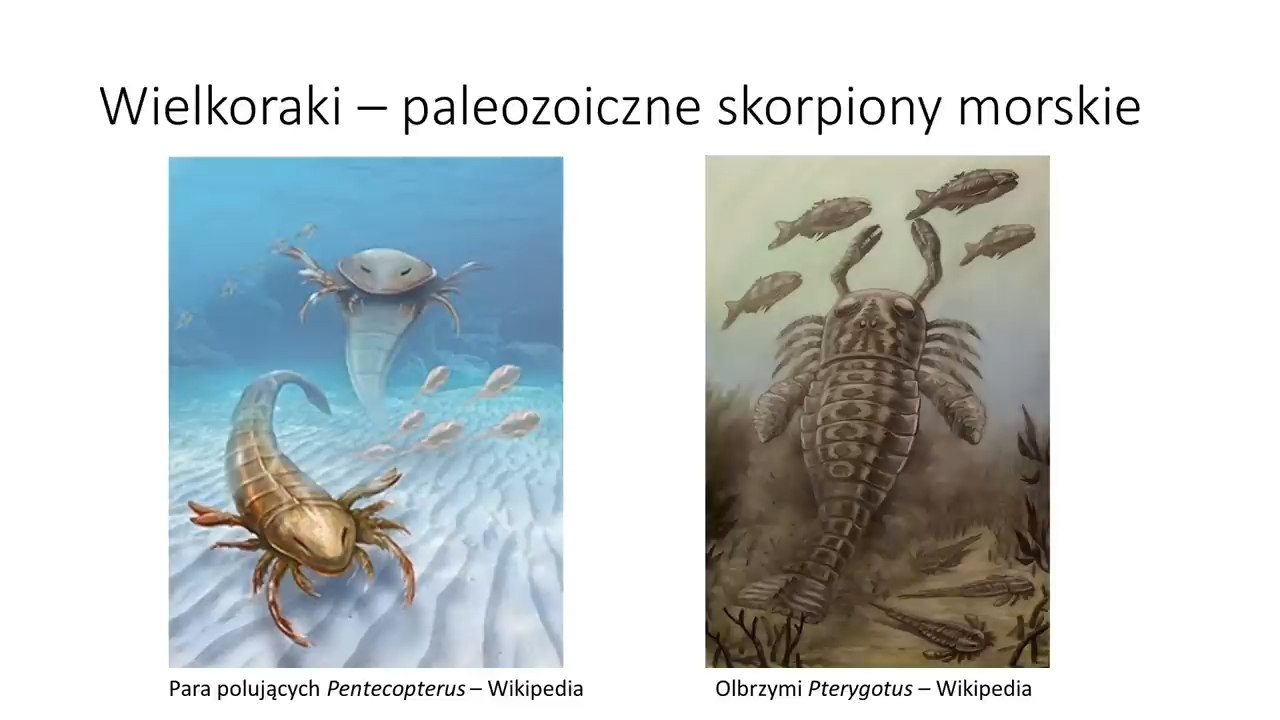 Wielkoraki – paleozoiczne skorpiony morskie
Para polujących Pentecopterus – Wikipedia
Olbrzymi Pterygotus – Wikipedia